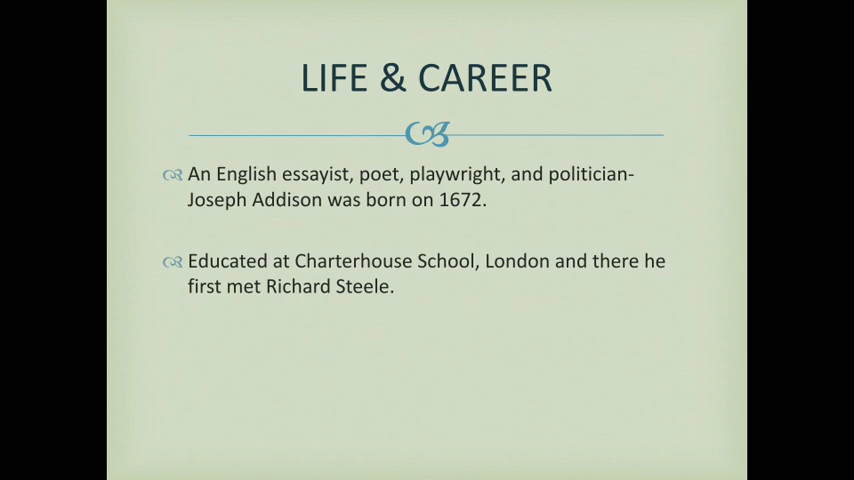 LIFE & CAREER
An English essayist, poet, playwright, and politician-
Joseph Addison was born on 1672.
Educated at Charterhouse School, London and there he
first met Richard Steele.